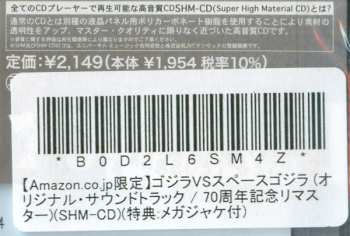 全てのCDプレーヤーで再生可能な高音質CDSHM-CD(Super High Material CD)とは?
通常のCDとは別種の液晶パネル用ポリカーボネート樹脂を使用することにより素材の
透明性をアップ、マスター・クオリティに限りなく近づいた高音質CDです。
定価:¥2,149(本体 ¥1,954 税率10%)
*B0D2L6SM4Z*
【Amazon.co.jp限定】ゴジラVSスペースゴジラ (オ
リジナル・サウンドトラック / 70周年記念リマス
ター)(SHM-CD)(特典:メガジャケ付)